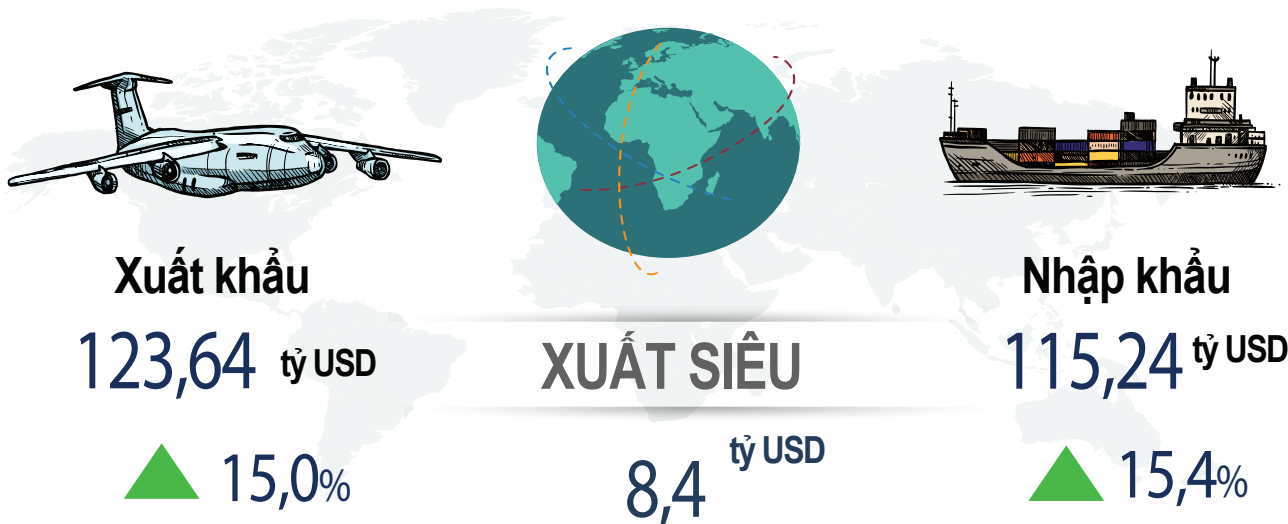 Xuất khẩu
123,64 tỷ USD
15,0%
XUẤT SIÊU
8,4 tỷ USD
Nhập khẩu
115,24 tỷ USD
15,4%